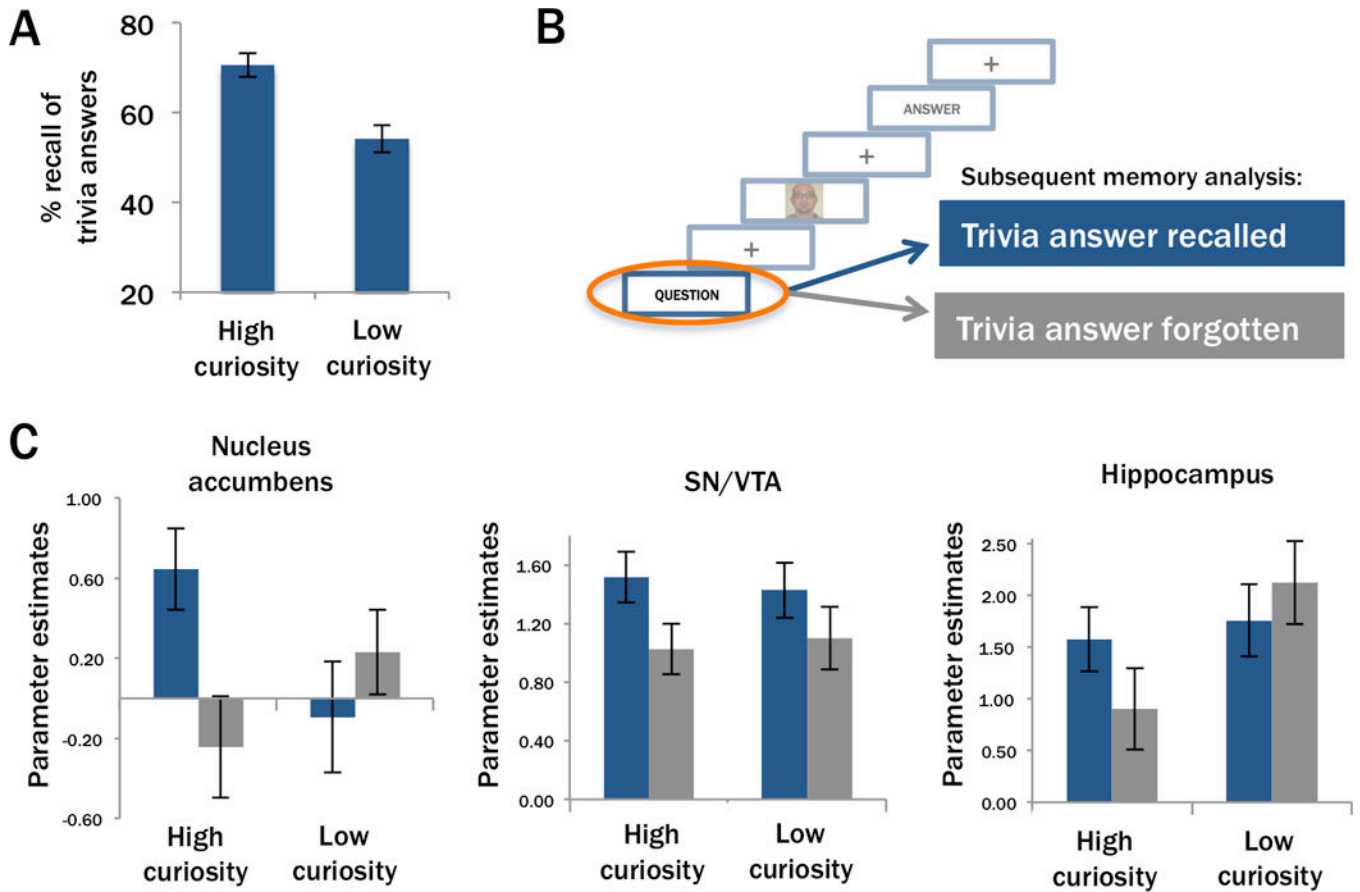 A
80
60
40
20
% recall of
trivia answers
High
curiosity
Low
curiosity
B
+
ANSWER
+
+
QUESTION
Subsequent memory analysis:
Trivia answer recalled
Trivia answer forgotten
C
Nucleus
accumbens
1.00
0.60
0.20
-0.20
-0.60
Parameter estimates
High
curiosity
Low
curiosity
SN/VTA
1.60
1.20
0.80
0.40
0.00
Parameter estimates
High
curiosity
Low
curiosity
Hippocampus
2.50
2.00
1.50
1.00
0.50
0.00
Parameter estimates
High
curiosity
Low
curiosity